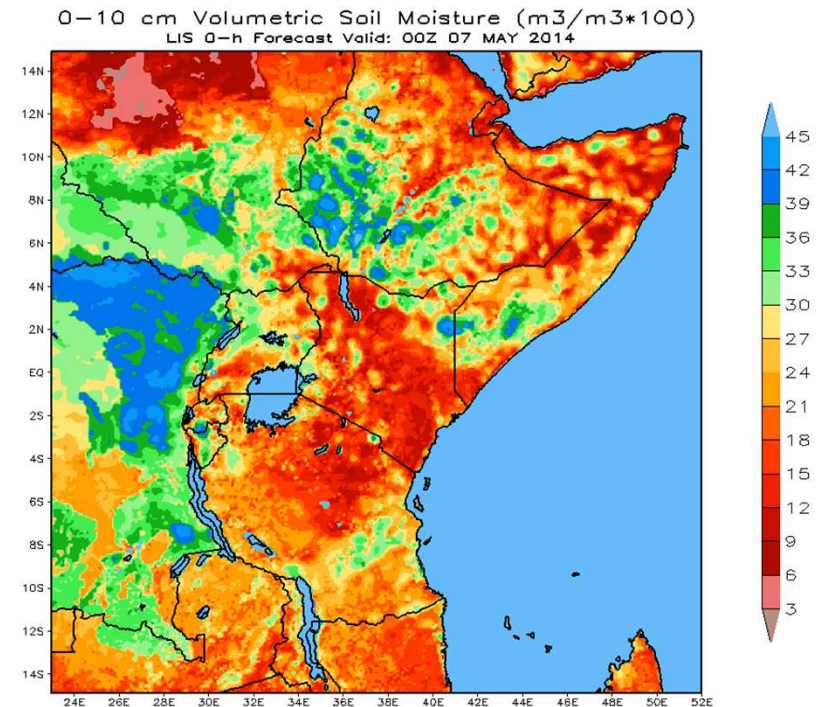 0-10 cm Volumetric Soil Moisture (m3/m3*100)
LIS 0-h Forecast Valid: 00Z 07 MAY 2014
14N
12N
10N
8N
6N
4N
2N
EQ
2S
4S
6S
8S
10S
12S
14S
24E 26E 28E 30E 32E 34E 36E 38E 40E 42E 44E 46E 48E 50E 52E
45
42
39
36
33
30
27
24
21
18
15
12
9
6
3